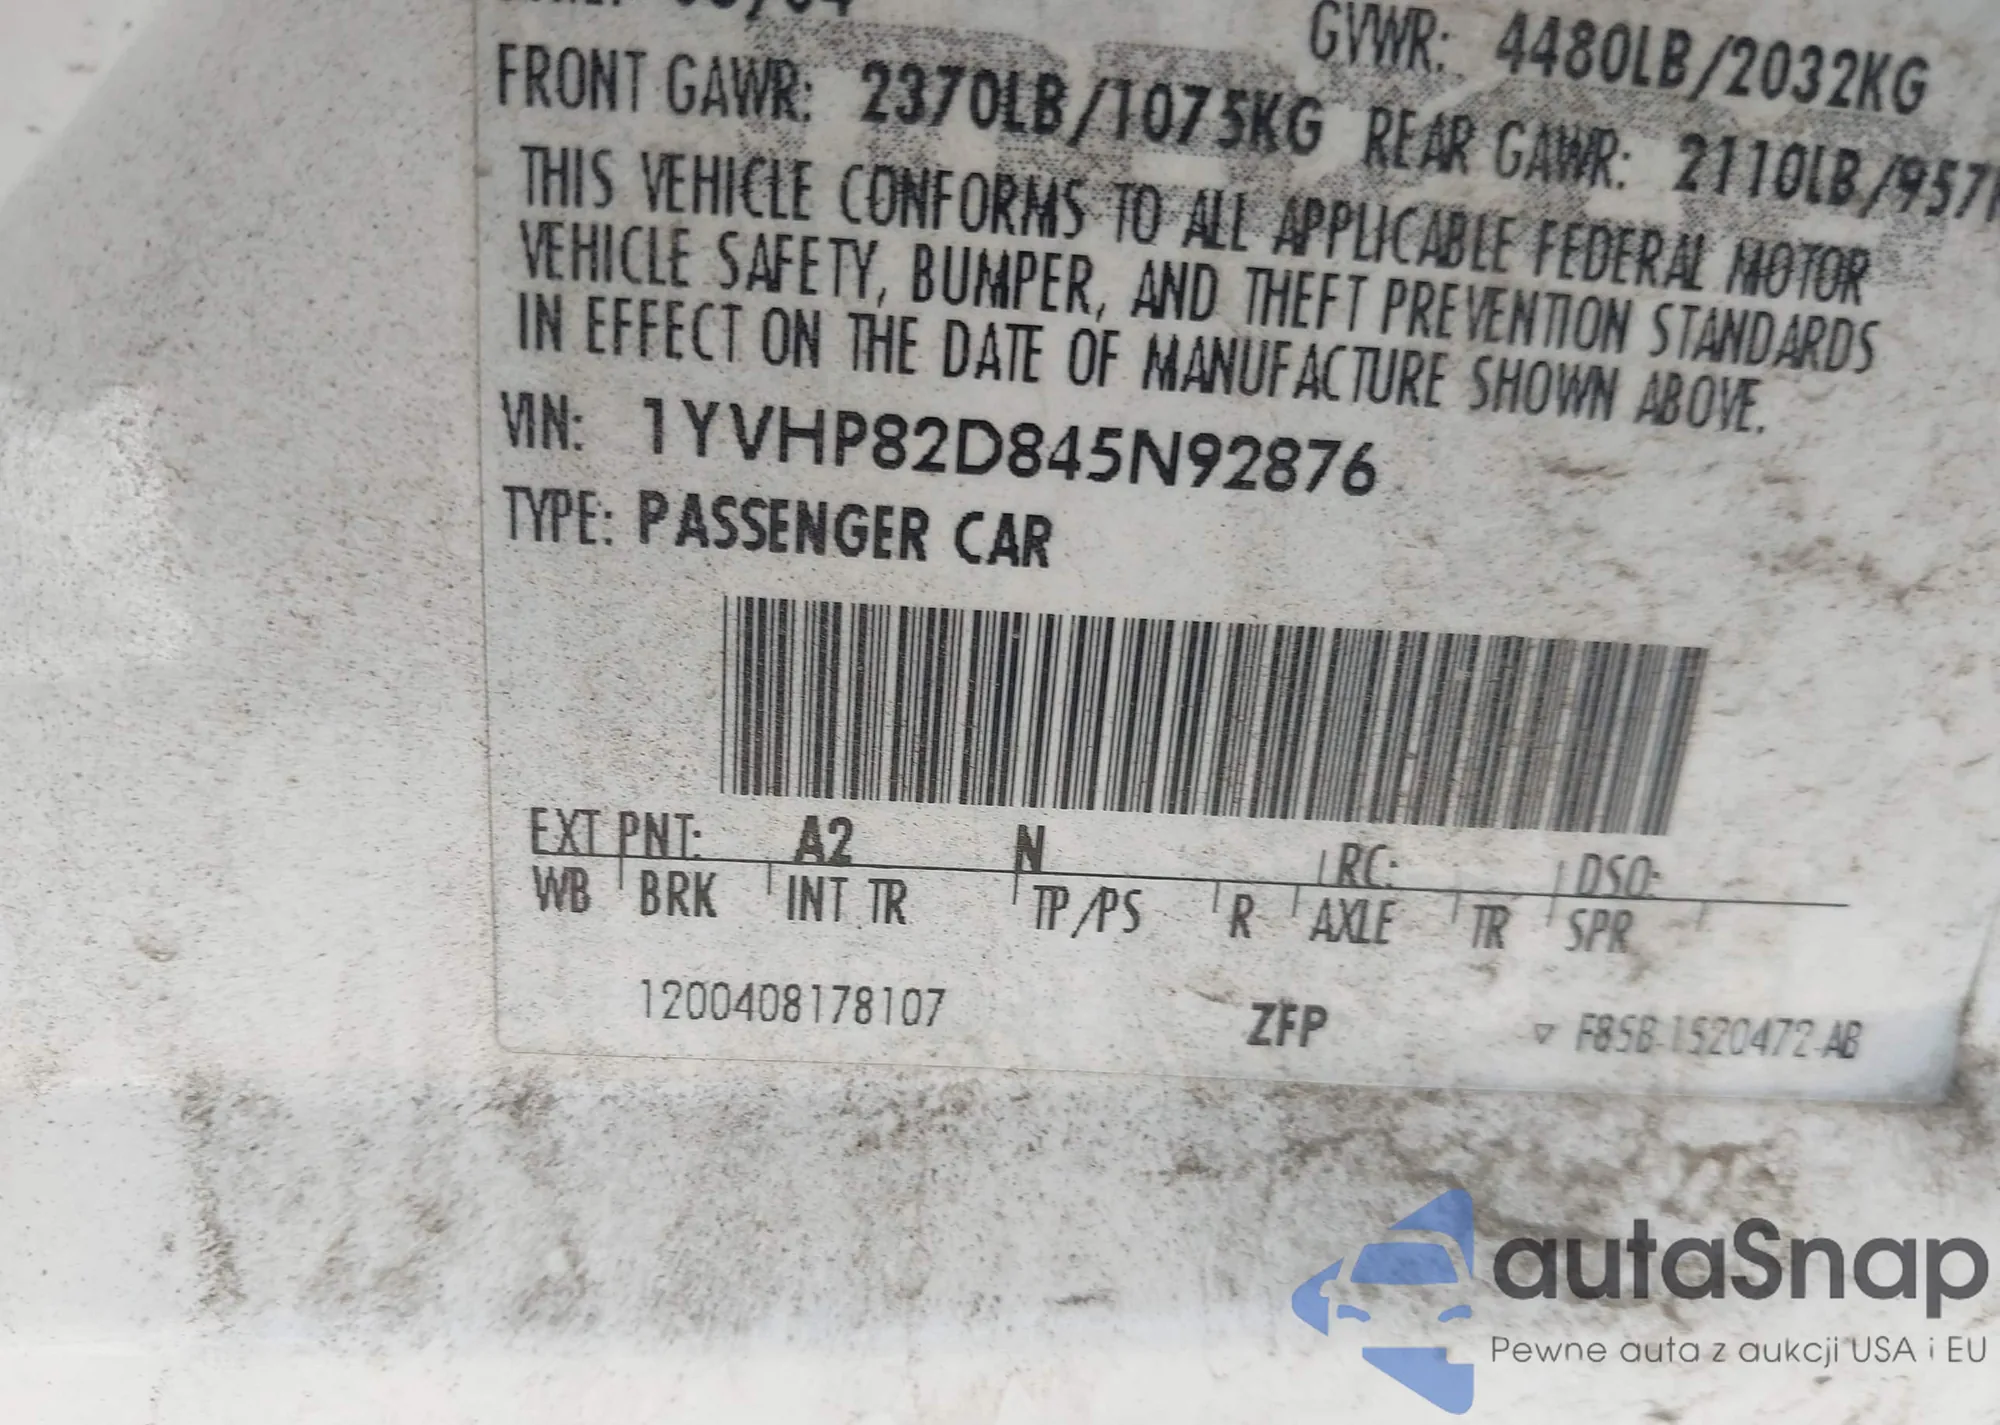 GVWR: 4480LB/2032KG
FRONT GAWR: 2370LB/1075KG REAR GAWR: 2110LB/957K
THIS VEHICLE CONFORMS TO ALL APPLICABLE FEDERAL MOTOR
VEHICLE SAFETY, BUMPER, AND THEFT PREVENTION STANDARDS
IN EFFECT ON THE DATE OF MANUFACTURE SHOWN ABOVE.
VIN: 1YVHP82D845N92876
TYPE: PASSENGER CAR
EXT PNT: A2 N RC: DSO:
WB BRK INT TR TP/PS R AXLE TR SPR
1200408178107 ZFP ▽ F85B-1520472-AB
autaSnap
Pewne auta z aukcji USA i EU